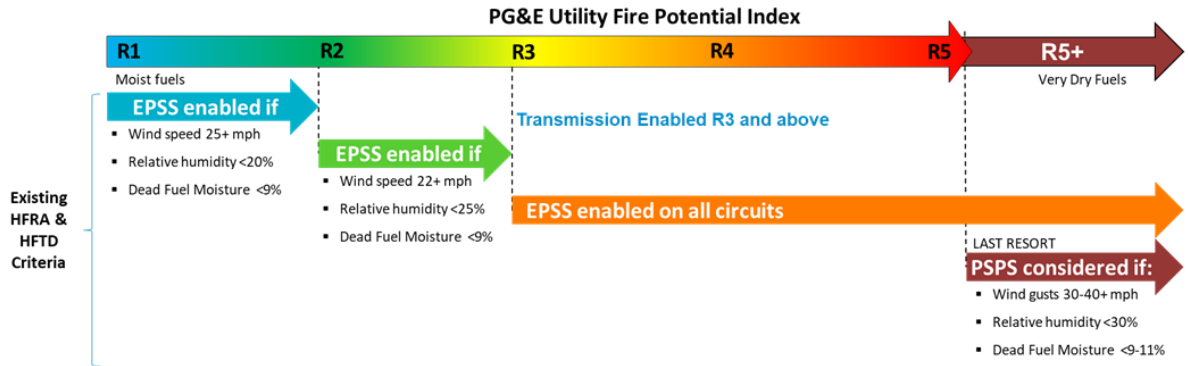 PG&E Utility Fire Potential Index
R1 R2 R3 R4 R5 R5+
Moist fuels
Very Dry Fuels
EPSS enabled if
▪ Wind speed 25+ mph
▪ Relative humidity <20%
▪ Dead Fuel Moisture <9%
Transmission Enabled R3 and above
EPSS enabled if
▪ Wind speed 22+ mph
▪ Relative humidity <25%
▪ Dead Fuel Moisture <9%
Existing
HFRA &
HFTD
Criteria
EPSS enabled on all circuits
LAST RESORT
PSPS considered if:
▪ Wind gusts 30-40+ mph
▪ Relative humidity <30%
▪ Dead Fuel Moisture <9-11%